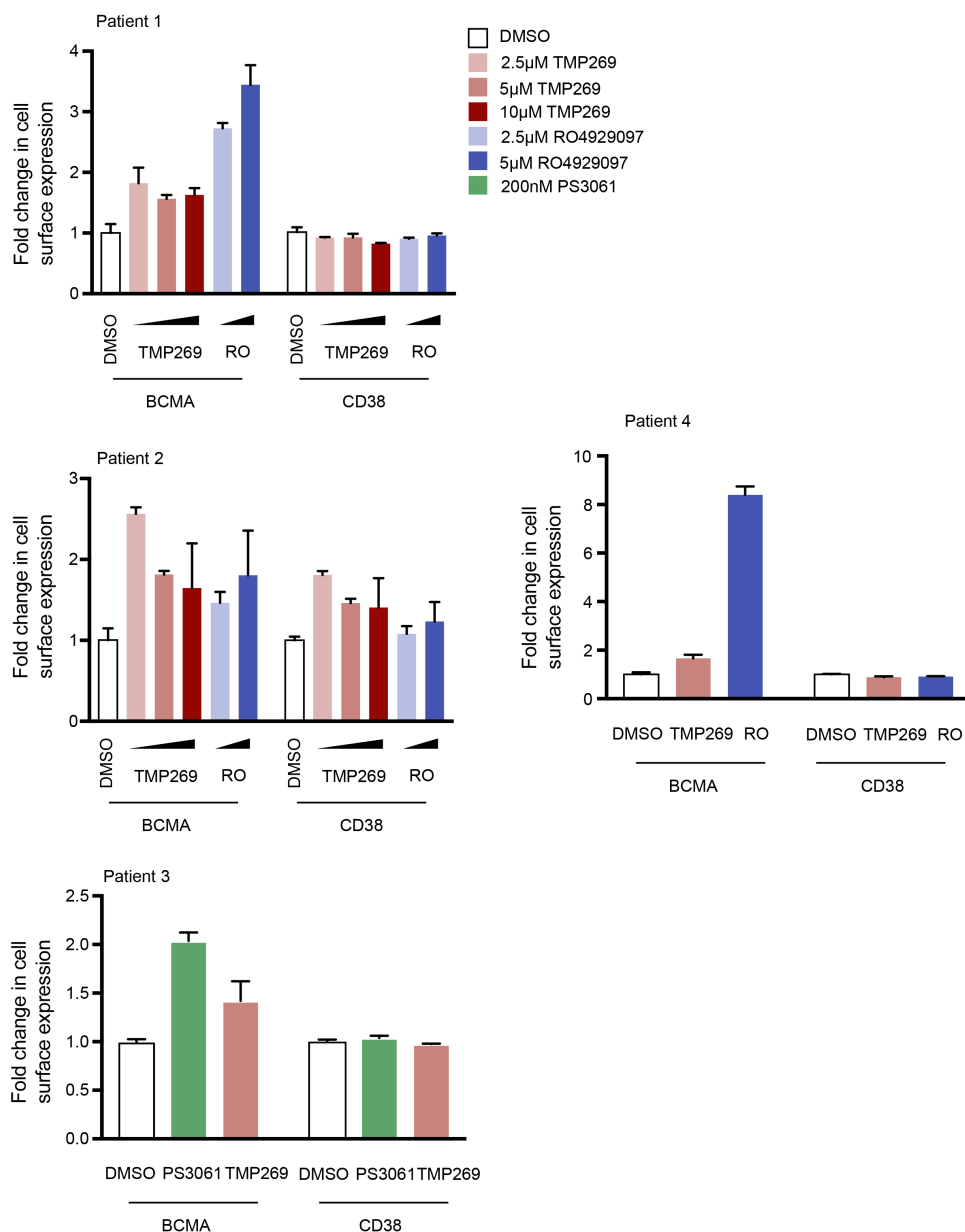 Patient 1
Fold change in cell
surface expression
4
3
2
1
0
DMSO
TMP269
RO
DMSO
TMP269
RO
BCMA
CD38
DMSO
2.5µM TMP269
5µM TMP269
10µM TMP269
2.5µM RO4929097
5µM RO4929097
200nM PS3061
Patient 2
Fold change in cell
surface expression
3
2
1
0
DMSO
TMP269
RO
DMSO
TMP269
RO
BCMA
CD38
Patient 4
Fold change in cell
surface expression
10
8
6
4
2
0
DMSO TMP269 RO
DMSO TMP269 RO
BCMA
CD38
Patient 3
Fold change in cell
surface expression
2.5
2.0
1.5
1.0
0.5
0.0
DMSO PS3061 TMP269
DMSO PS3061 TMP269
BCMA
CD38